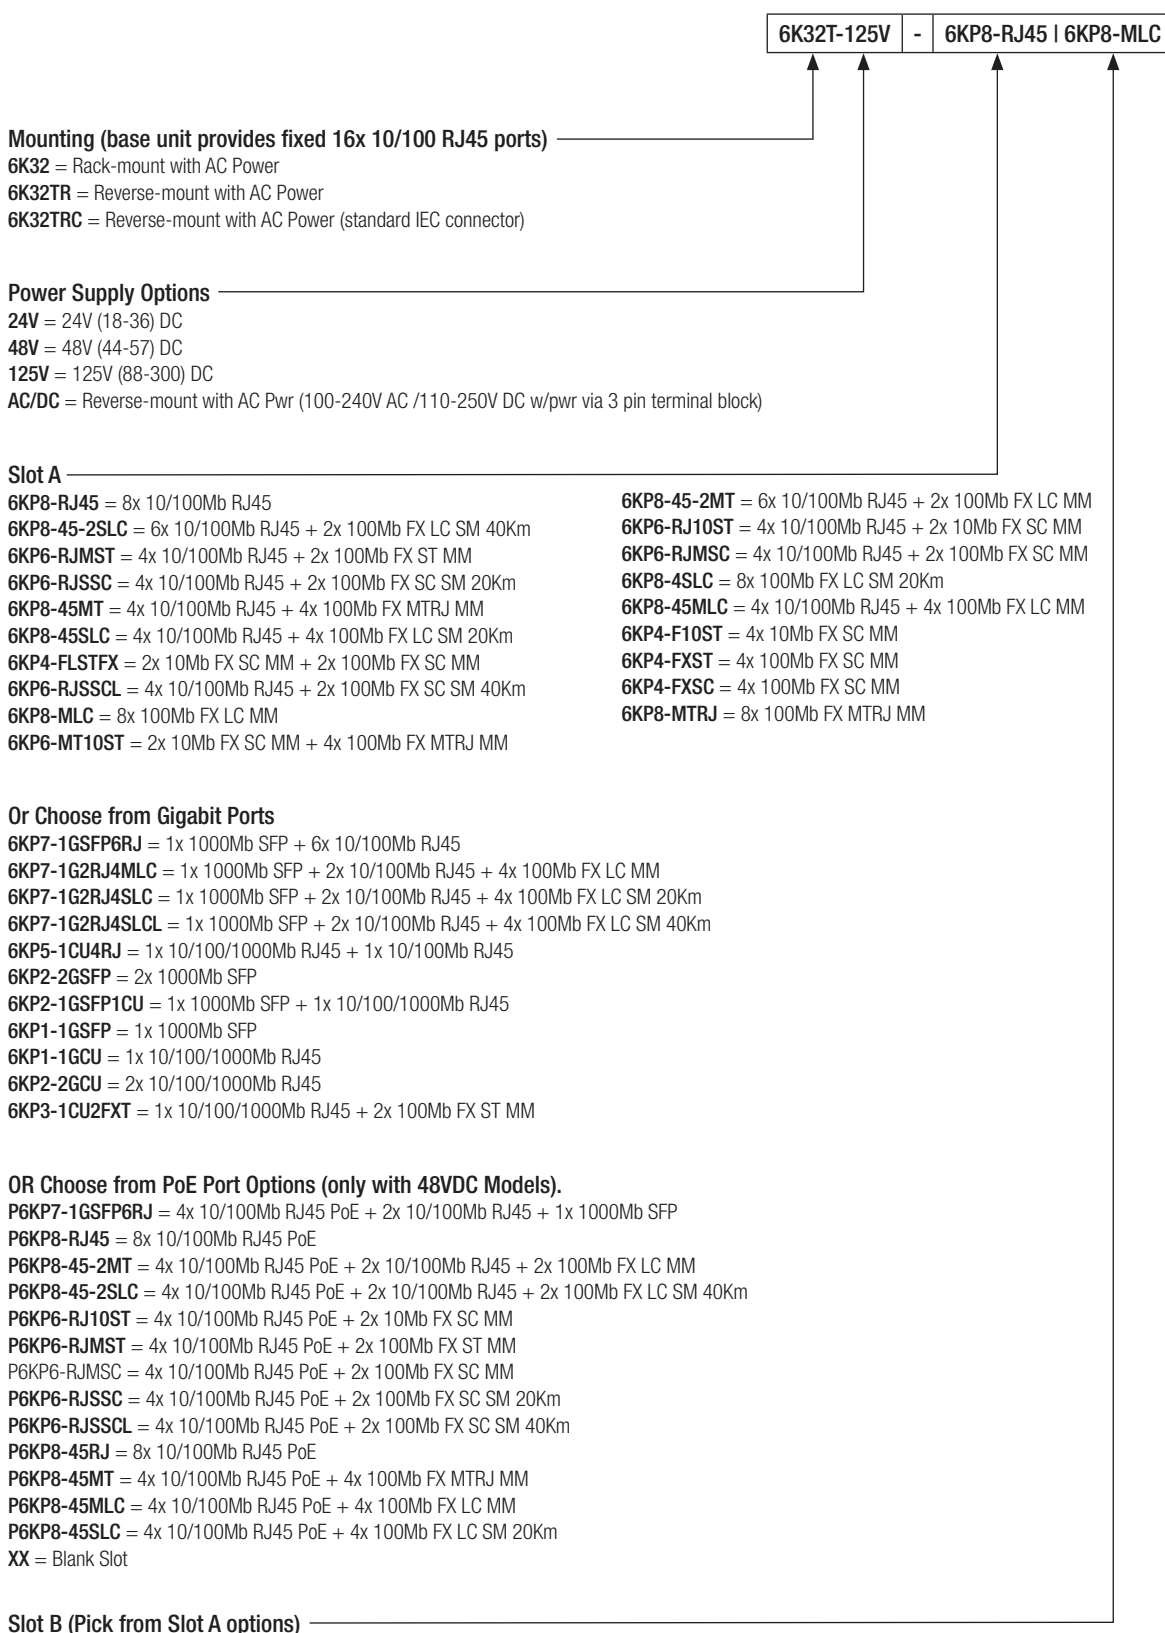 6K32T-125V - 6KP8-RJ45 | 6KP8-MLC
Mounting (base unit provides fixed 16x 10/100 RJ45 ports)
6K32 = Rack-mount with AC Power
6K32TR = Reverse-mount with AC Power
6K32TRC = Reverse-mount with AC Power (standard IEC connector)
Power Supply Options
24V = 24V (18-36) DC
48V = 48V (44-57) DC
125V = 125V (88-300) DC
AC/DC = Reverse-mount with AC Pwr (100-240V AC /110-250V DC w/pwr via 3 pin terminal block)
Slot A
6KP8-RJ45 = 8x 10/100Mb RJ45
6KP8-45-2SLC = 6x 10/100Mb RJ45 + 2x 100Mb FX LC SM 40Km
6KP6-RJMST = 4x 10/100Mb RJ45 + 2x 100Mb FX ST MM
6KP6-RJSSC = 4x 10/100Mb RJ45 + 2x 100Mb FX SC SM 20Km
6KP8-45MT = 4x 10/100Mb RJ45 + 4x 100Mb FX MTRJ MM
6KP8-45SLC = 4x 10/100Mb RJ45 + 4x 100Mb FX LC SM 20Km
6KP4-FLSTFX = 2x 10Mb FX SC MM + 2x 100Mb FX SC MM
6KP6-RJSSCL = 4x 10/100Mb RJ45 + 2x 100Mb FX SC SM 40Km
6KP8-MLC = 8x 100Mb FX LC MM
6KP6-MT10ST = 2x 10Mb FX SC MM + 4x 100Mb FX MTRJ MM
6KP8-45-2MT = 6x 10/100Mb RJ45 + 2x 100Mb FX LC MM
6KP6-RJ10ST = 4x 10/100Mb RJ45 + 2x 10Mb FX SC MM
6KP6-RJMSC = 4x 10/100Mb RJ45 + 2x 100Mb FX SC MM
6KP8-4SLC = 8x 100Mb FX LC SM 20Km
6KP8-45MLC = 4x 10/100Mb RJ45 + 4x 100Mb FX LC MM
6KP4-F10ST = 4x 10Mb FX SC MM
6KP4-FXST = 4x 100Mb FX SC MM
6KP4-FXSC = 4x 100Mb FX SC MM
6KP8-MTRJ = 8x 100Mb FX MTRJ MM
Or Choose from Gigabit Ports
6KP7-1GSFP6RJ = 1x 1000Mb SFP + 6x 10/100Mb RJ45
6KP7-1G2RJ4MLC = 1x 1000Mb SFP + 2x 10/100Mb RJ45 + 4x 100Mb FX LC MM
6KP7-1G2RJ4SLC = 1x 1000Mb SFP + 2x 10/100Mb RJ45 + 4x 100Mb FX LC SM 20Km
6KP7-1G2RJ4SLCL = 1x 1000Mb SFP + 2x 10/100Mb RJ45 + 4x 100Mb FX LC SM 40Km
6KP5-1CU4RJ = 1x 10/100/1000Mb RJ45 + 1x 10/100Mb RJ45
6KP2-2GSFP = 2x 1000Mb SFP
6KP2-1GSFP1CU = 1x 1000Mb SFP + 1x 10/100/1000Mb RJ45
6KP1-1GSFP = 1x 1000Mb SFP
6KP1-1GCU = 1x 10/100/1000Mb RJ45
6KP2-2GCU = 2x 10/100/1000Mb RJ45
6KP3-1CU2FXT = 1x 10/100/1000Mb RJ45 + 2x 100Mb FX ST MM
OR Choose from PoE Port Options (only with 48VDC Models).
P6KP7-1GSFP6RJ = 4x 10/100Mb RJ45 PoE + 2x 10/100Mb RJ45 + 1x 1000Mb SFP
P6KP8-RJ45 = 8x 10/100Mb RJ45 PoE
P6KP8-45-2MT = 4x 10/100Mb RJ45 PoE + 2x 10/100Mb RJ45 + 2x 100Mb FX LC MM
P6KP8-45-2SLC = 4x 10/100Mb RJ45 PoE + 2x 10/100Mb RJ45 + 2x 100Mb FX LC SM 40Km
P6KP6-RJ10ST = 4x 10/100Mb RJ45 PoE + 2x 10Mb FX SC MM
P6KP6-RJMST = 4x 10/100Mb RJ45 PoE + 2x 100Mb FX ST MM
P6KP6-RJMSC = 4x 10/100Mb RJ45 PoE + 2x 100Mb FX SC MM
P6KP6-RJSSC = 4x 10/100Mb RJ45 PoE + 2x 100Mb FX SC SM 20Km
P6KP6-RJSSCL = 4x 10/100Mb RJ45 PoE + 2x 100Mb FX SC SM 40Km
P6KP8-45RJ = 8x 10/100Mb RJ45 PoE
P6KP8-45MT = 4x 10/100Mb RJ45 PoE + 4x 100Mb FX MTRJ MM
P6KP8-45MLC = 4x 10/100Mb RJ45 PoE + 4x 100Mb FX LC MM
P6KP8-45SLC = 4x 10/100Mb RJ45 PoE + 4x 100Mb FX LC SM 20Km
XX = Blank Slot
Slot B (Pick from Slot A options)